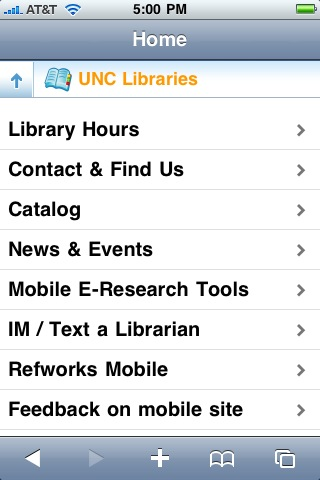 AT&T 5:00 PM
Home
UNC Libraries
Library Hours
Contact & Find Us
Catalog
News & Events
Mobile E-Research Tools
IM / Text a Librarian
Refworks Mobile
Feedback on mobile site